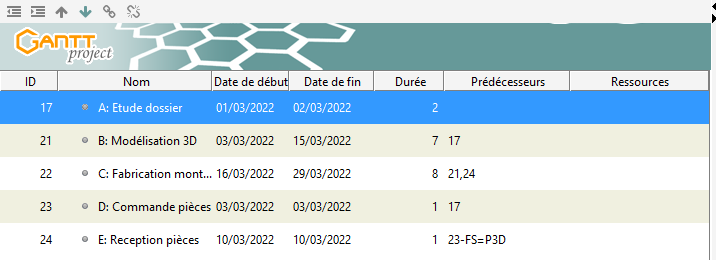 GANTT
project
ID Nom Date de début Date de fin Durée Prédécesseurs Ressources
17 A: Etude dossier 01/03/2022 02/03/2022 2
21 B: Modélisation 3D 03/03/2022 15/03/2022 7 17
22 C: Fabrication mont... 16/03/2022 29/03/2022 8 21,24
23 D: Commande pièces 03/03/2022 03/03/2022 1 17
24 E: Reception pièces 10/03/2022 10/03/2022 1 23-FS=P3D